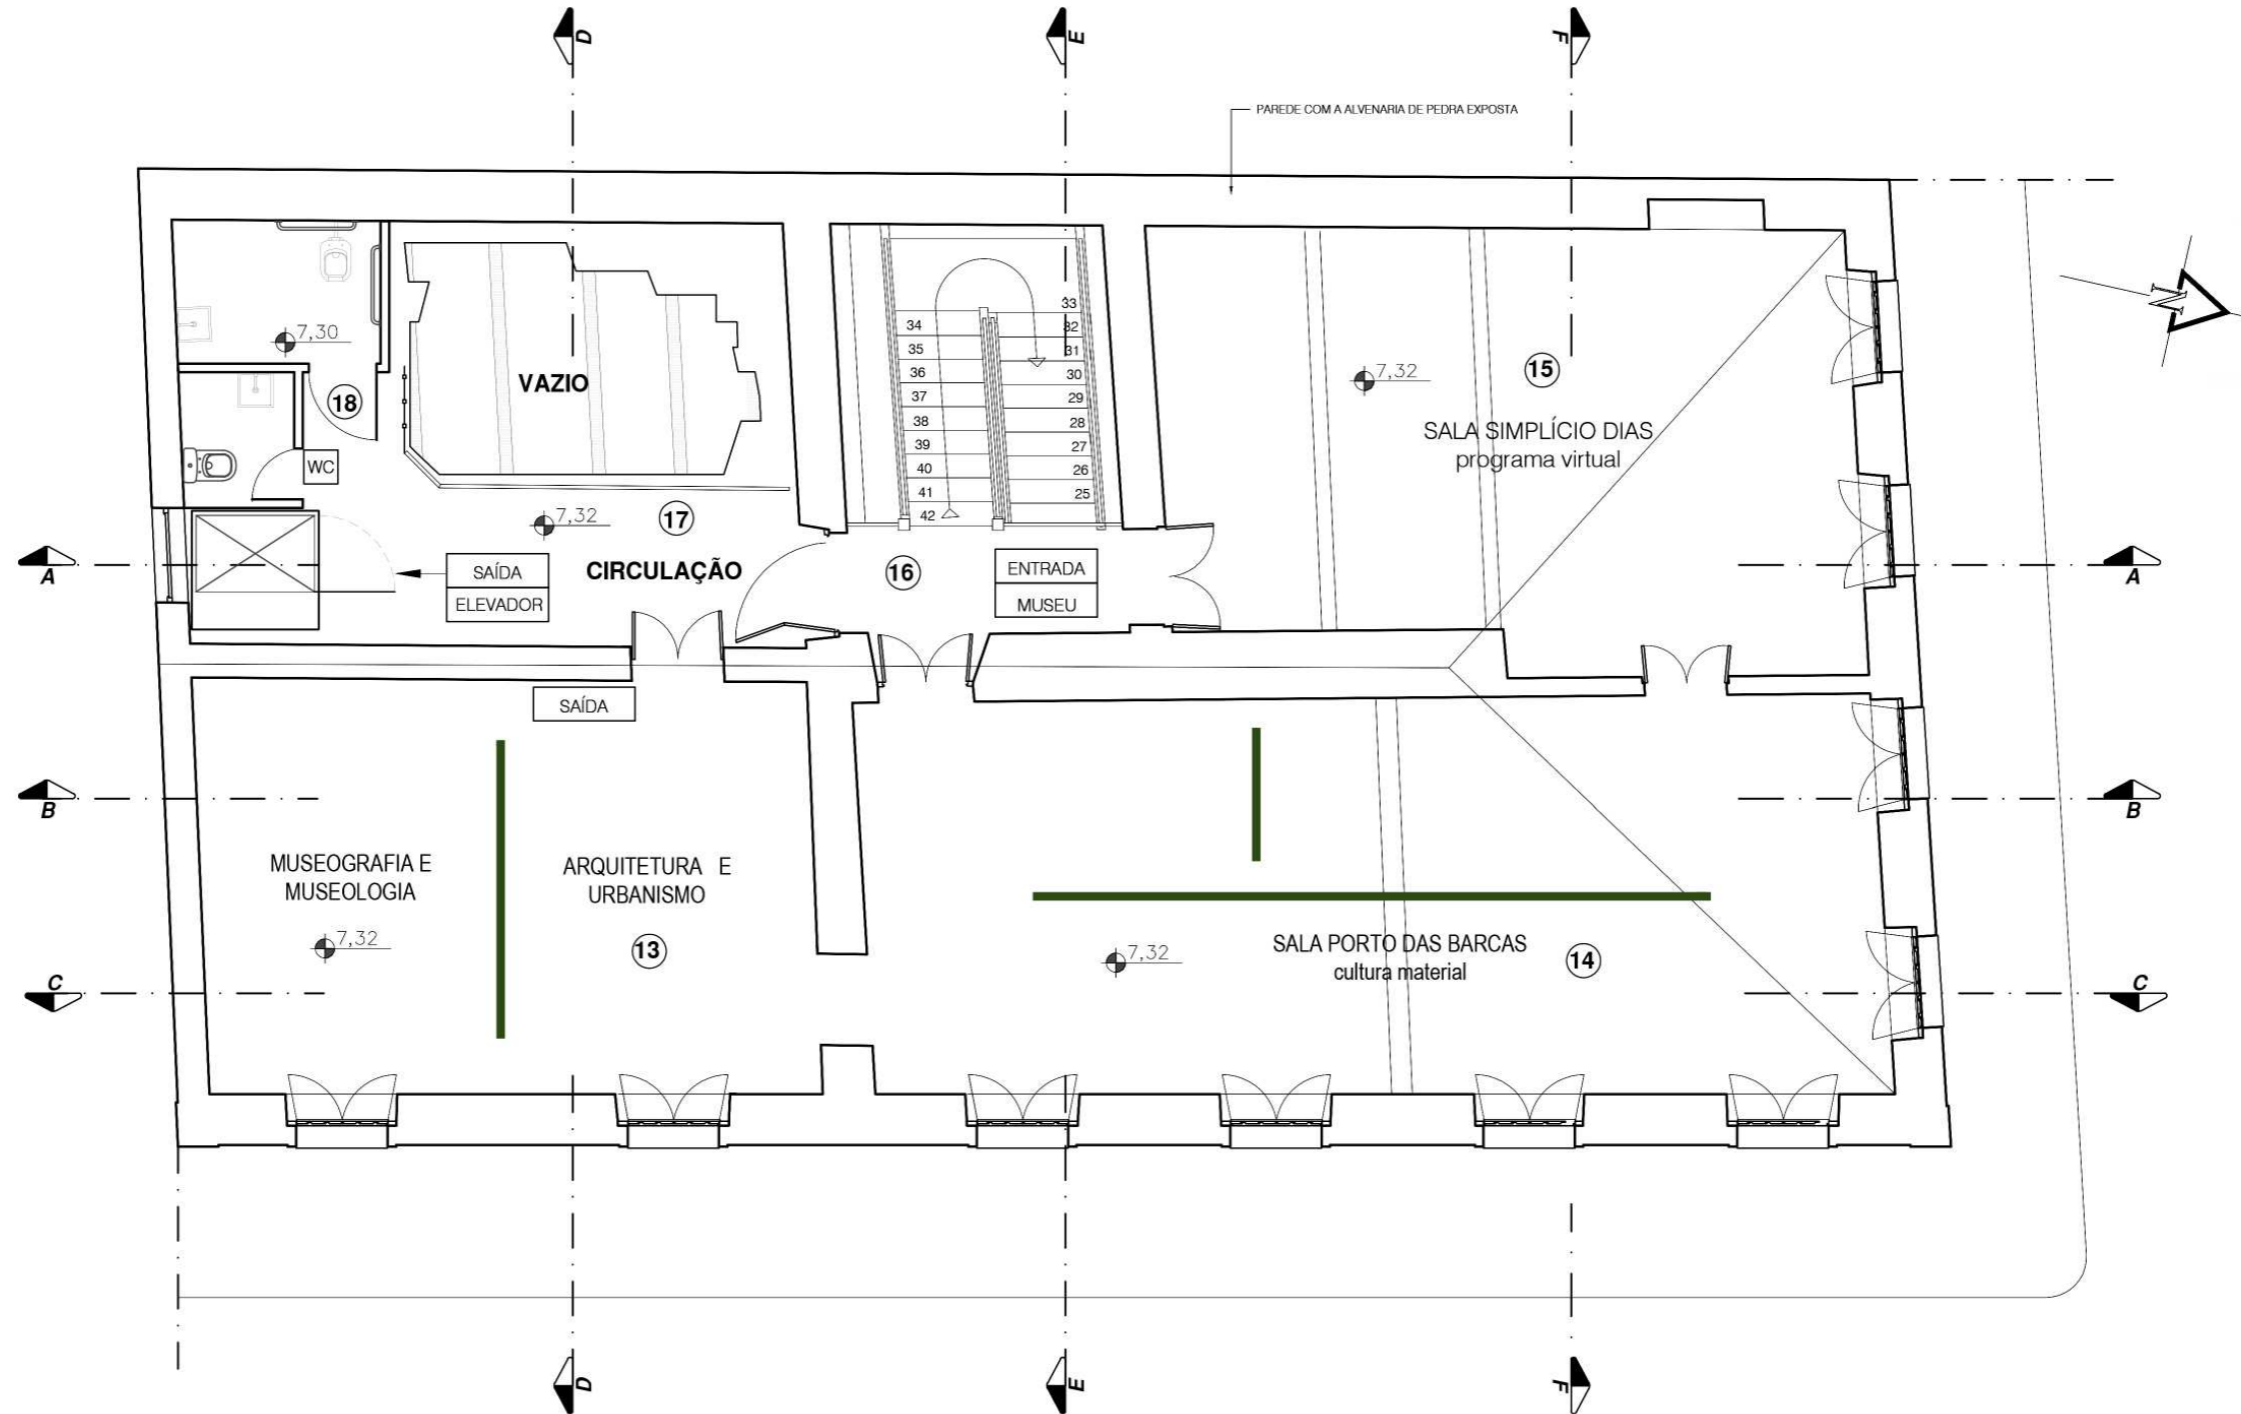 D
E
F
PAREDE COM A ALVENARIA DE PEDRA EXPOSTA
N
7,30
18
WC
VAZIO
33
34
32
35
31
36
30
37
29
38
28
39
27
40
26
41
25
42
7,32
15
SALA SIMPLÍCIO DIAS
programa virtual
7,32
17
CIRCULAÇÃO
SAÍDA
ELEVADOR
16
ENTRADA
MUSEU
A
A
SAÍDA
B
B
MUSEOGRAFIA E
MUSEOLOGIA
7,32
ARQUITETURA E
URBANISMO
13
SALA PORTO DAS BARCAS
cultura material
7,32
14
C
C
D
E
F